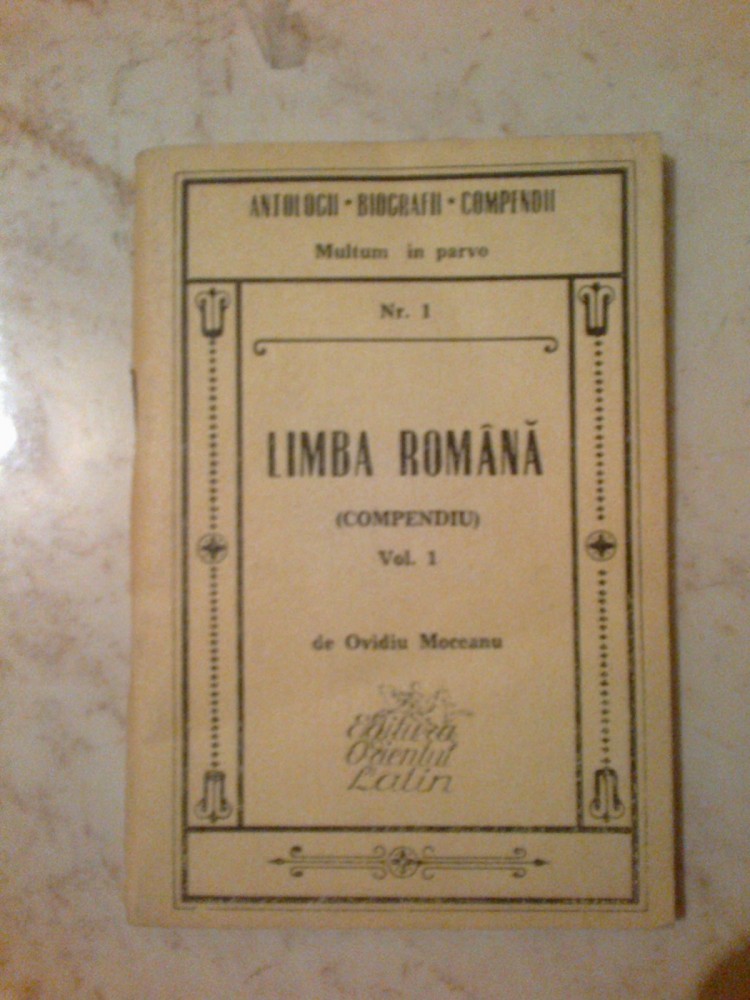 ANTOLOGII • BIOGRAFII • COMPENDII
Multum in parvo
Nr. 1
LIMBA ROMÂNĂ
(COMPENDIU)
Vol. 1
de Ovidiu Moceanu
Editura
Orientul
Latin